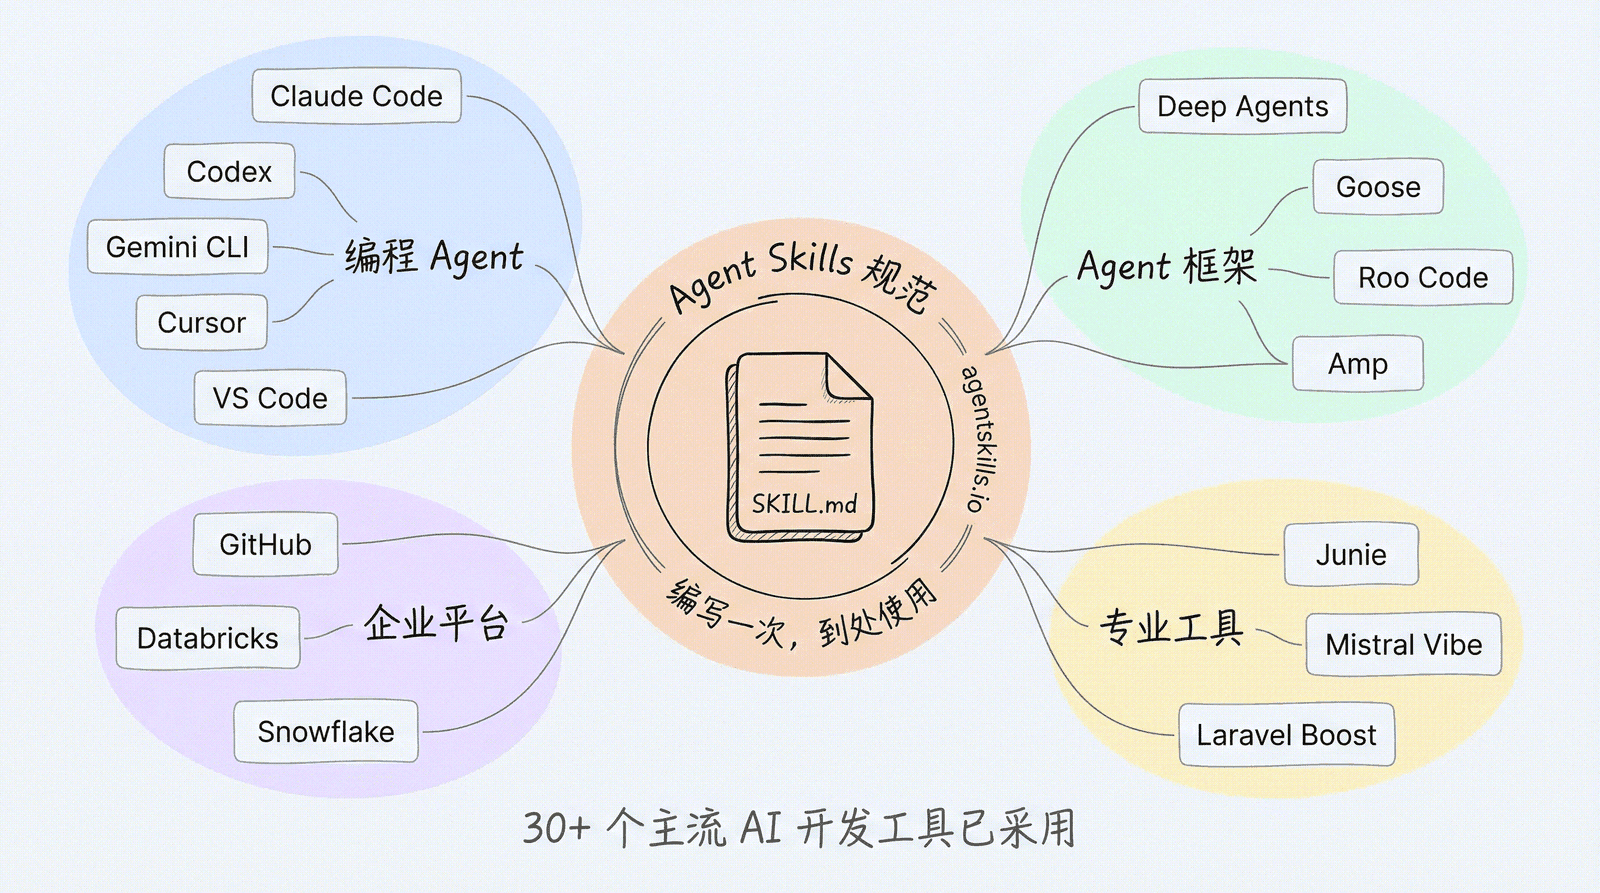 Claude Code
Codex
Gemini CLI
编程 Agent
Cursor
VS Code
Deep Agents
Goose
Agent 框架
Roo Code
Amp
Agent Skills 规范
agentskills.io
SKILL.md
编写一次，到处使用
GitHub
Databricks
企业平台
Snowflake
Junie
专业工具
Mistral Vibe
Laravel Boost
30+ 个主流 AI 开发工具已采用